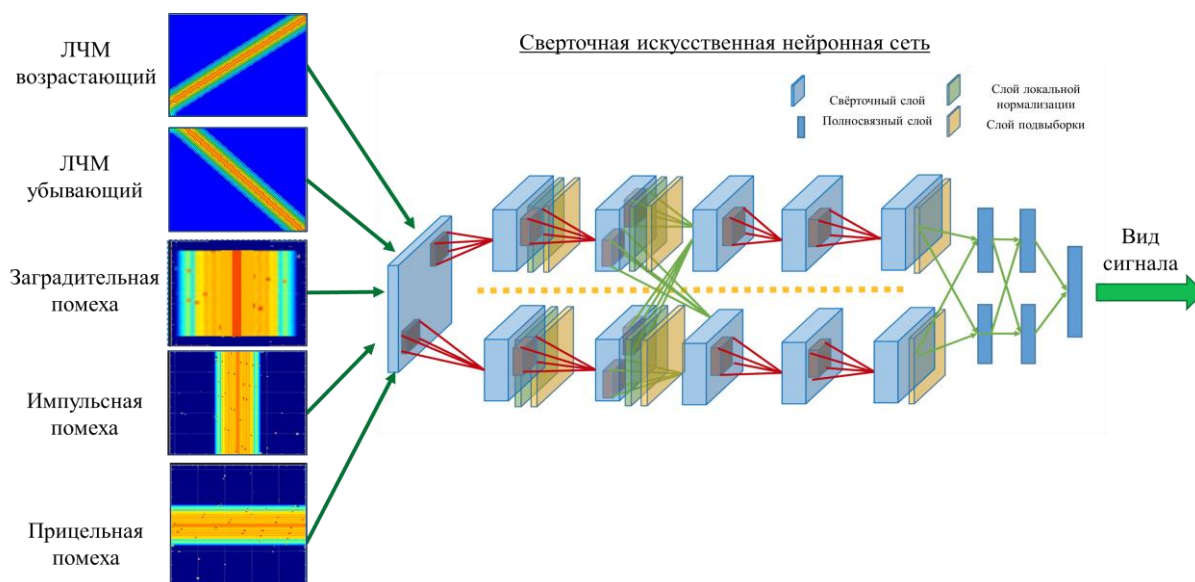 ЛЧМ
возрастающий
ЛЧМ
убывающий
Заградительная
помеха
Импульсная
помеха
Прицельная
помеха
Сверточная искусственная нейронная сеть
Свёрточный слой
Полносвязный слой
Слой локальной
нормализации
Слой подвыборки
Вид
сигнала